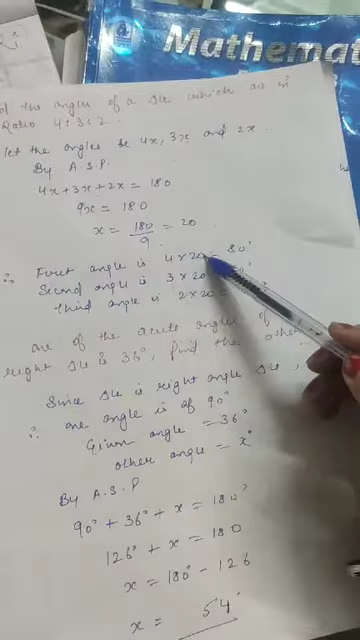 Mathemat
the angles of a Δle which are in
Ratio 4:3:2.
let the angles be 4x, 3x and 2x
By A.S.P.
4x+3x+2x = 180
9x = 180
x = 180/9 = 20
∴ First angle is 4×20 = 80°
Second angle is 3×20
third angle is 2×20 =
one of the acute angles of
right Δle is 36°, find the other
Since Δle is right angle Δle,
∴ one angle is of 90°
Given angle = 36°
other angle = x°
By A.S.P
90° + 36° + x = 180°
126° + x = 180
x = 180° - 126
x = 54°